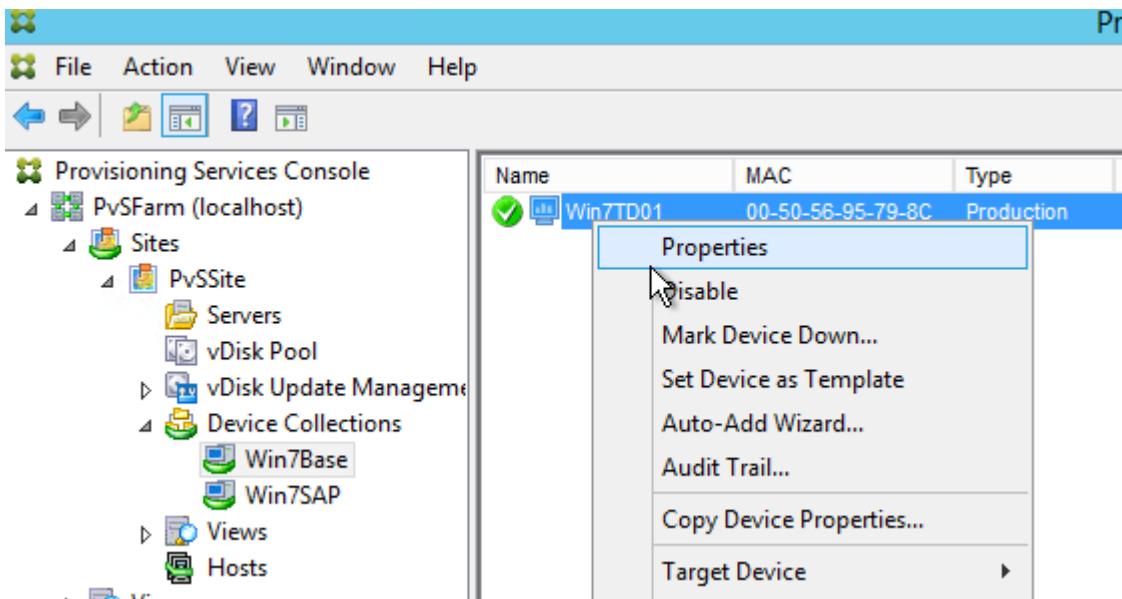 Pr
File Action View Window Help
Provisioning Services Console
PvSFarm (localhost)
Sites
PvSSite
Servers
vDisk Pool
vDisk Update Manageme
Device Collections
Win7Base
Win7SAP
Views
Hosts
Name MAC Type
Win7TD01 00-50-56-95-79-8C Production
Properties
Disable
Mark Device Down...
Set Device as Template
Auto-Add Wizard...
Audit Trail...
Copy Device Properties...
Target Device